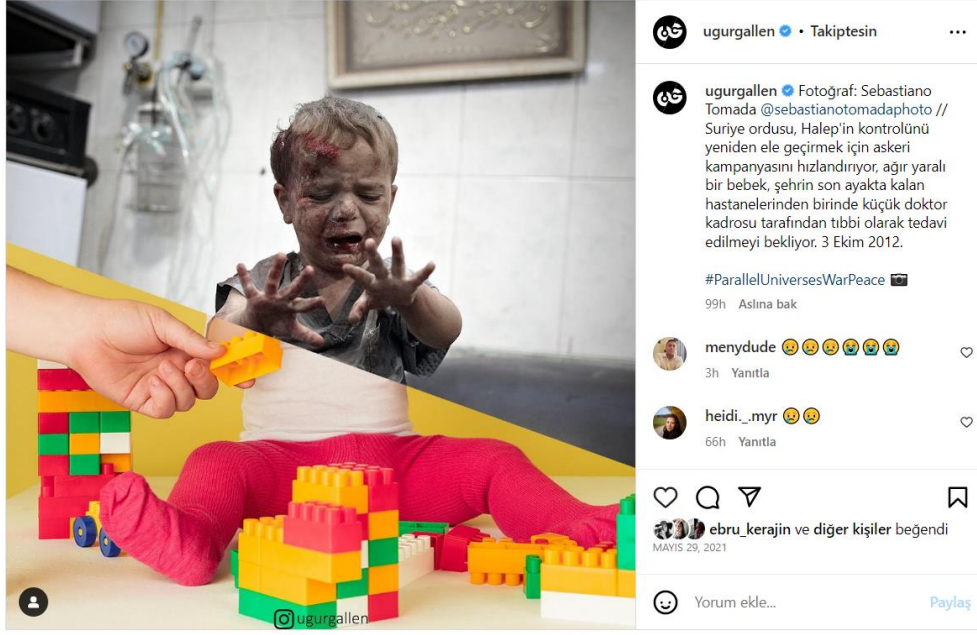 ugurgallen • Takiptesin
ugurgallen Fotoğraf: Sebastiano
Tomada @sebastianotomadaphoto //
Suriye ordusu, Halep'in kontrolünü
yeniden ele geçirmek için askeri
kampanyasını hızlandırıyor, ağır yaralı
bir bebek, şehrin son ayakta kalan
hastanelerinden birinde küçük doktor
kadrosu tarafından tıbbi olarak tedavi
edilmeyi bekliyor. 3 Ekim 2012.
#ParallelUniversesWarPeace 📷
99h Aslına bak
menydude 😢😢😢😭😭😭
3h Yanıtla
heidi._.myr 😢😢
66h Yanıtla
ebru_kerajin ve diğer kişiler beğendi
MAYIS 29, 2021
Yorum ekle...
Paylaş
ugurgallen